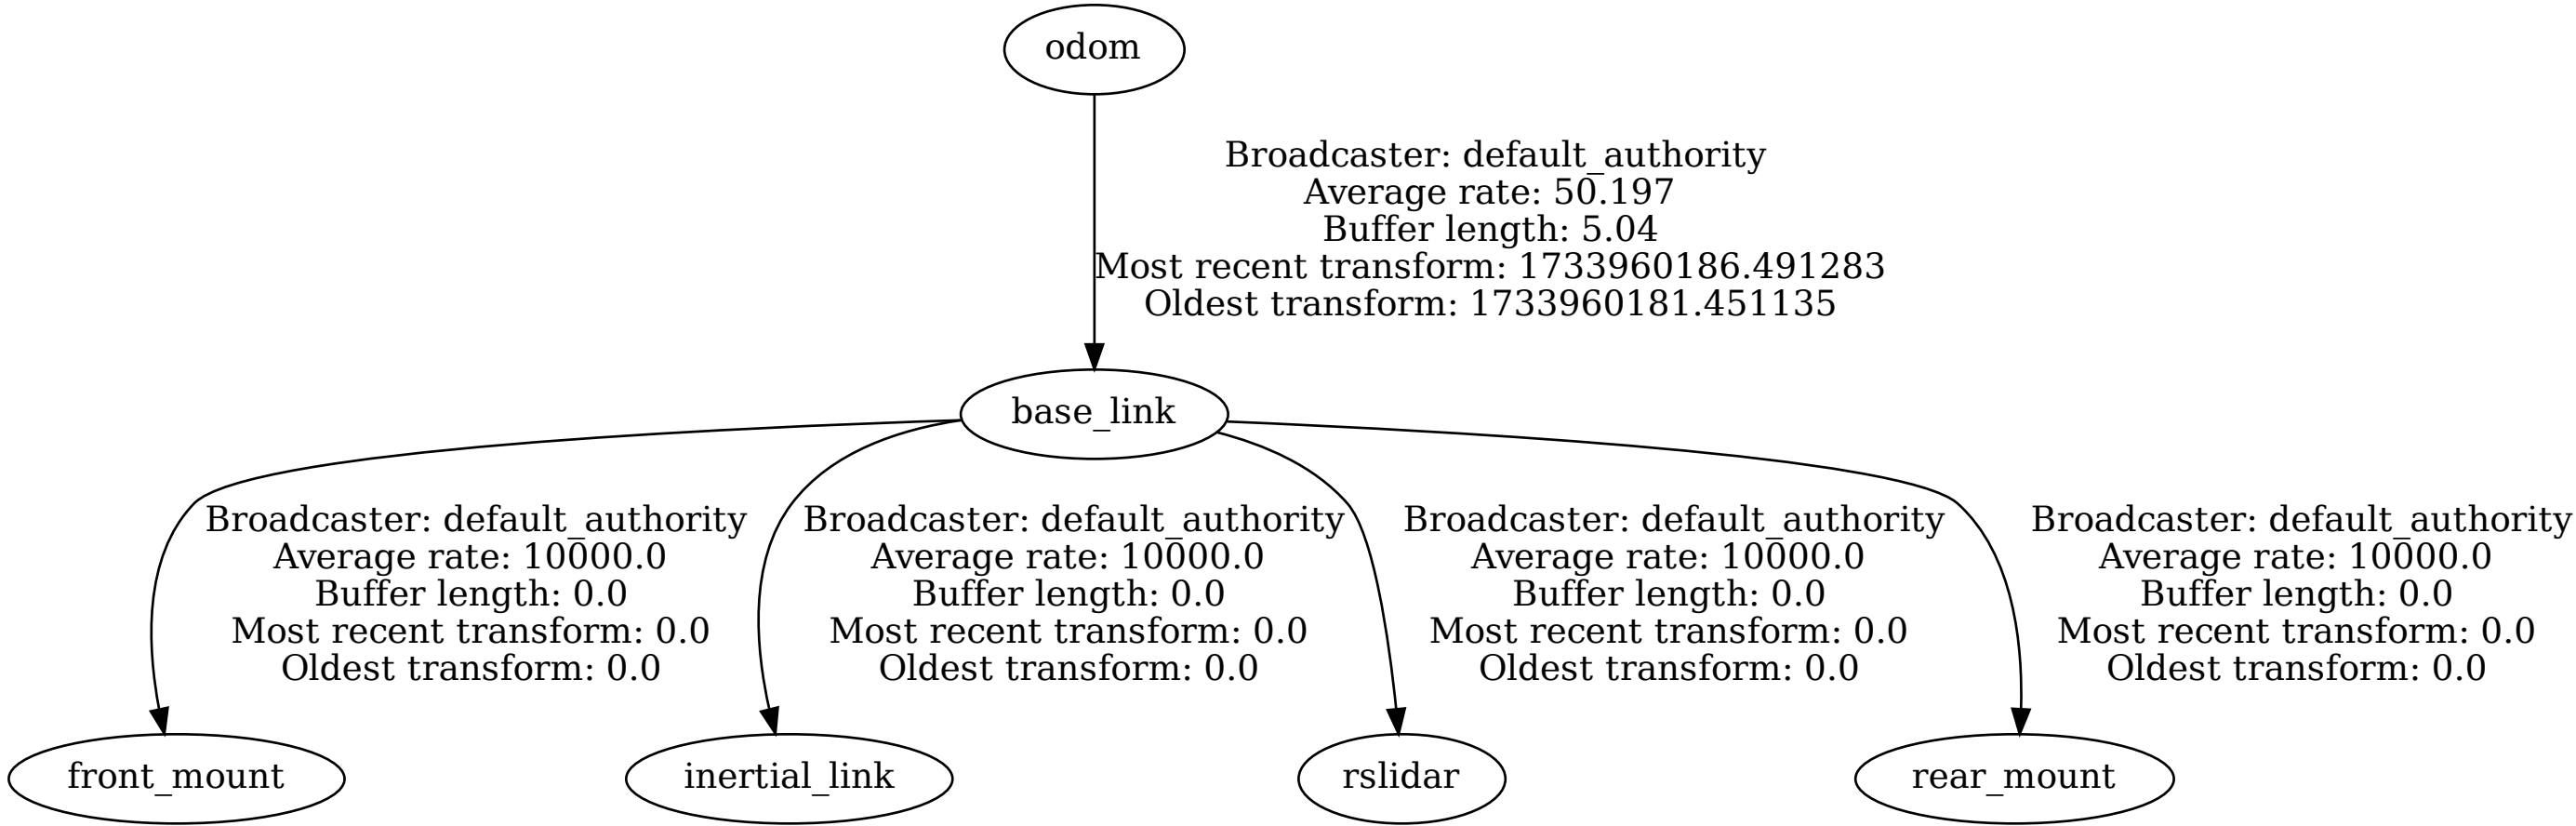 odom
Broadcaster: default_authority
Average rate: 50.197
Buffer length: 5.04
Most recent transform: 1733960186.491283
Oldest transform: 1733960181.451135
base_link
Broadcaster: default_authority
Average rate: 10000.0
Buffer length: 0.0
Most recent transform: 0.0
Oldest transform: 0.0
Broadcaster: default_authority
Average rate: 10000.0
Buffer length: 0.0
Most recent transform: 0.0
Oldest transform: 0.0
Broadcaster: default_authority
Average rate: 10000.0
Buffer length: 0.0
Most recent transform: 0.0
Oldest transform: 0.0
Broadcaster: default_authority
Average rate: 10000.0
Buffer length: 0.0
Most recent transform: 0.0
Oldest transform: 0.0
front_mount
inertial_link
rslidar
rear_mount